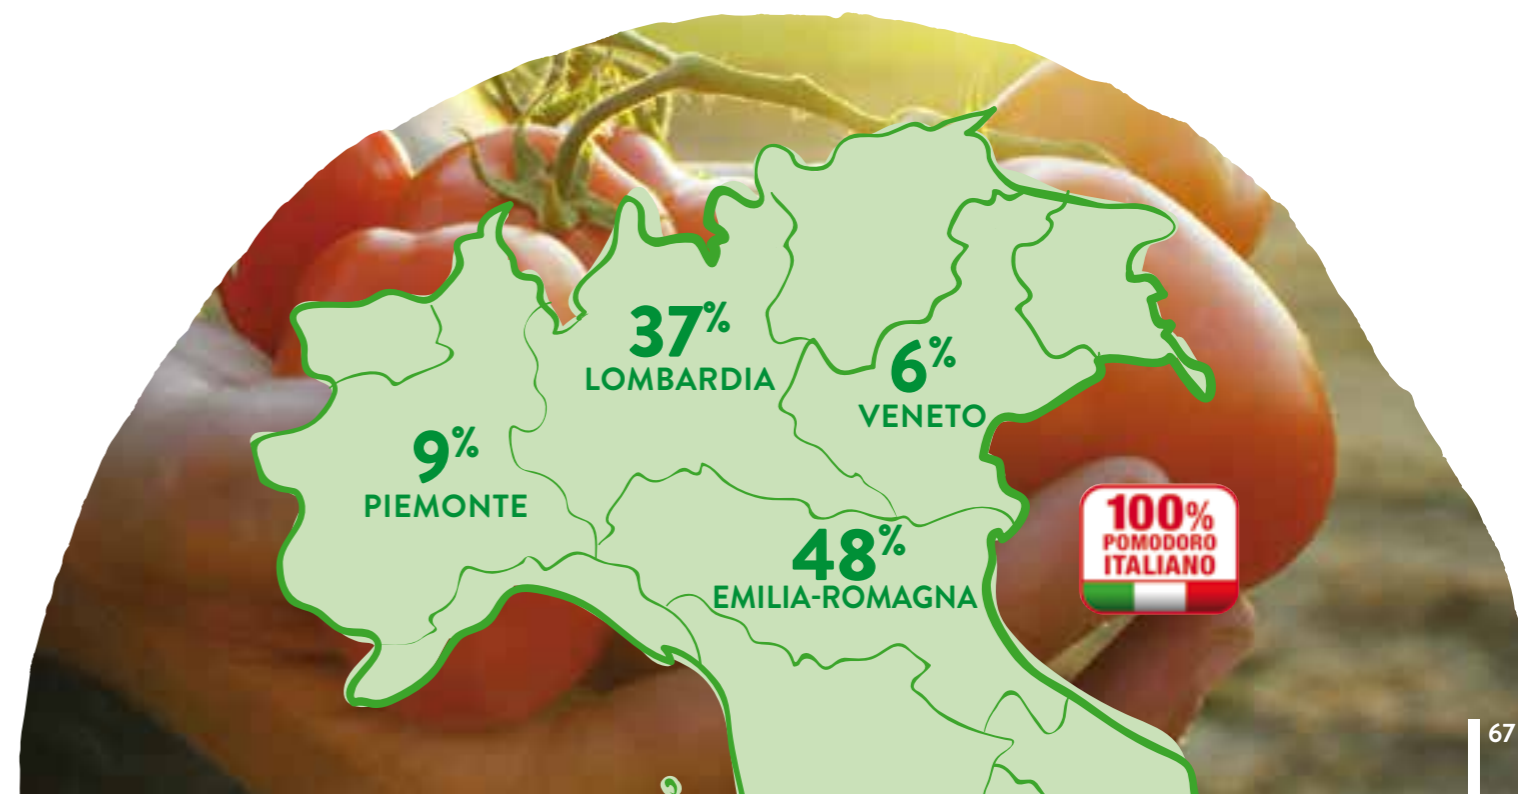 37%
LOMBARDIA
6%
VENETO
9%
PIEMONTE
100%
POMODORO
ITALIANO
48%
EMILIA-ROMAGNA
67